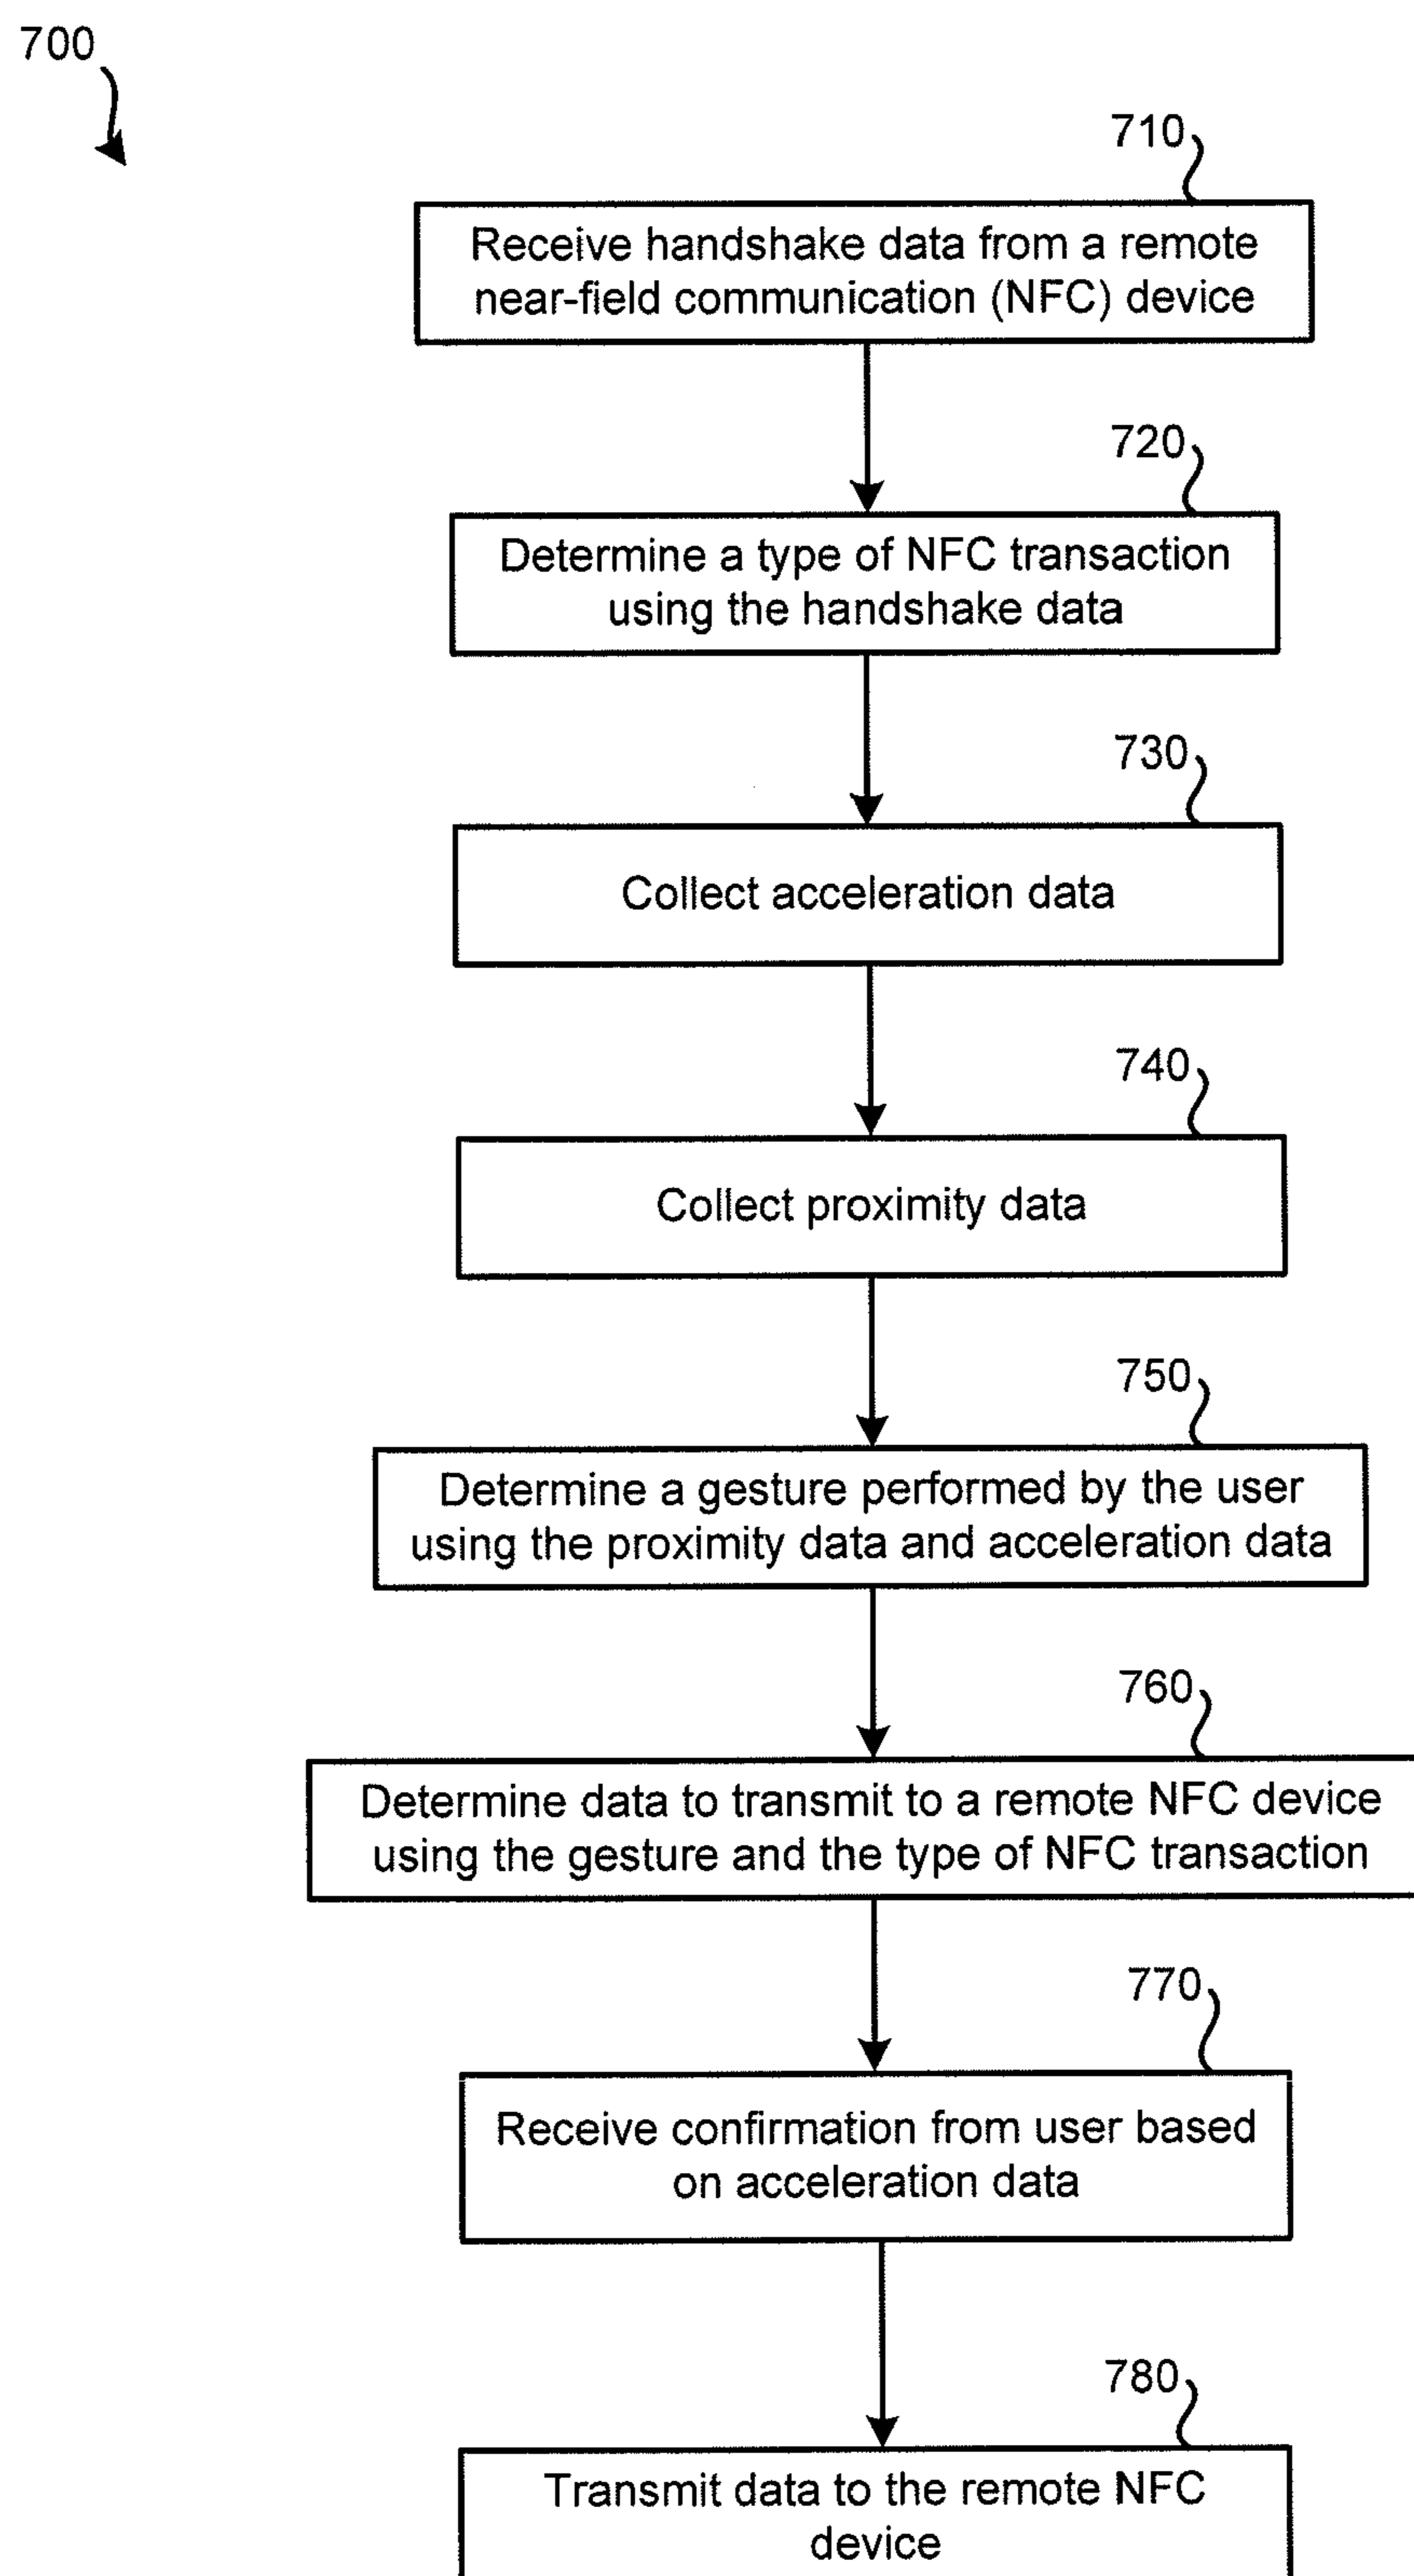 700
710
Receive handshake data from a remote
near-field communication (NFC) device
720
Determine a type of NFC transaction
using the handshake data
730
Collect acceleration data
740
Collect proximity data
750
Determine a gesture performed by the user
using the proximity data and acceleration data
760
Determine data to transmit to a remote NFC device
using the gesture and the type of NFC transaction
770
Receive confirmation from user based
on acceleration data
780
Transmit data to the remote NFC
device